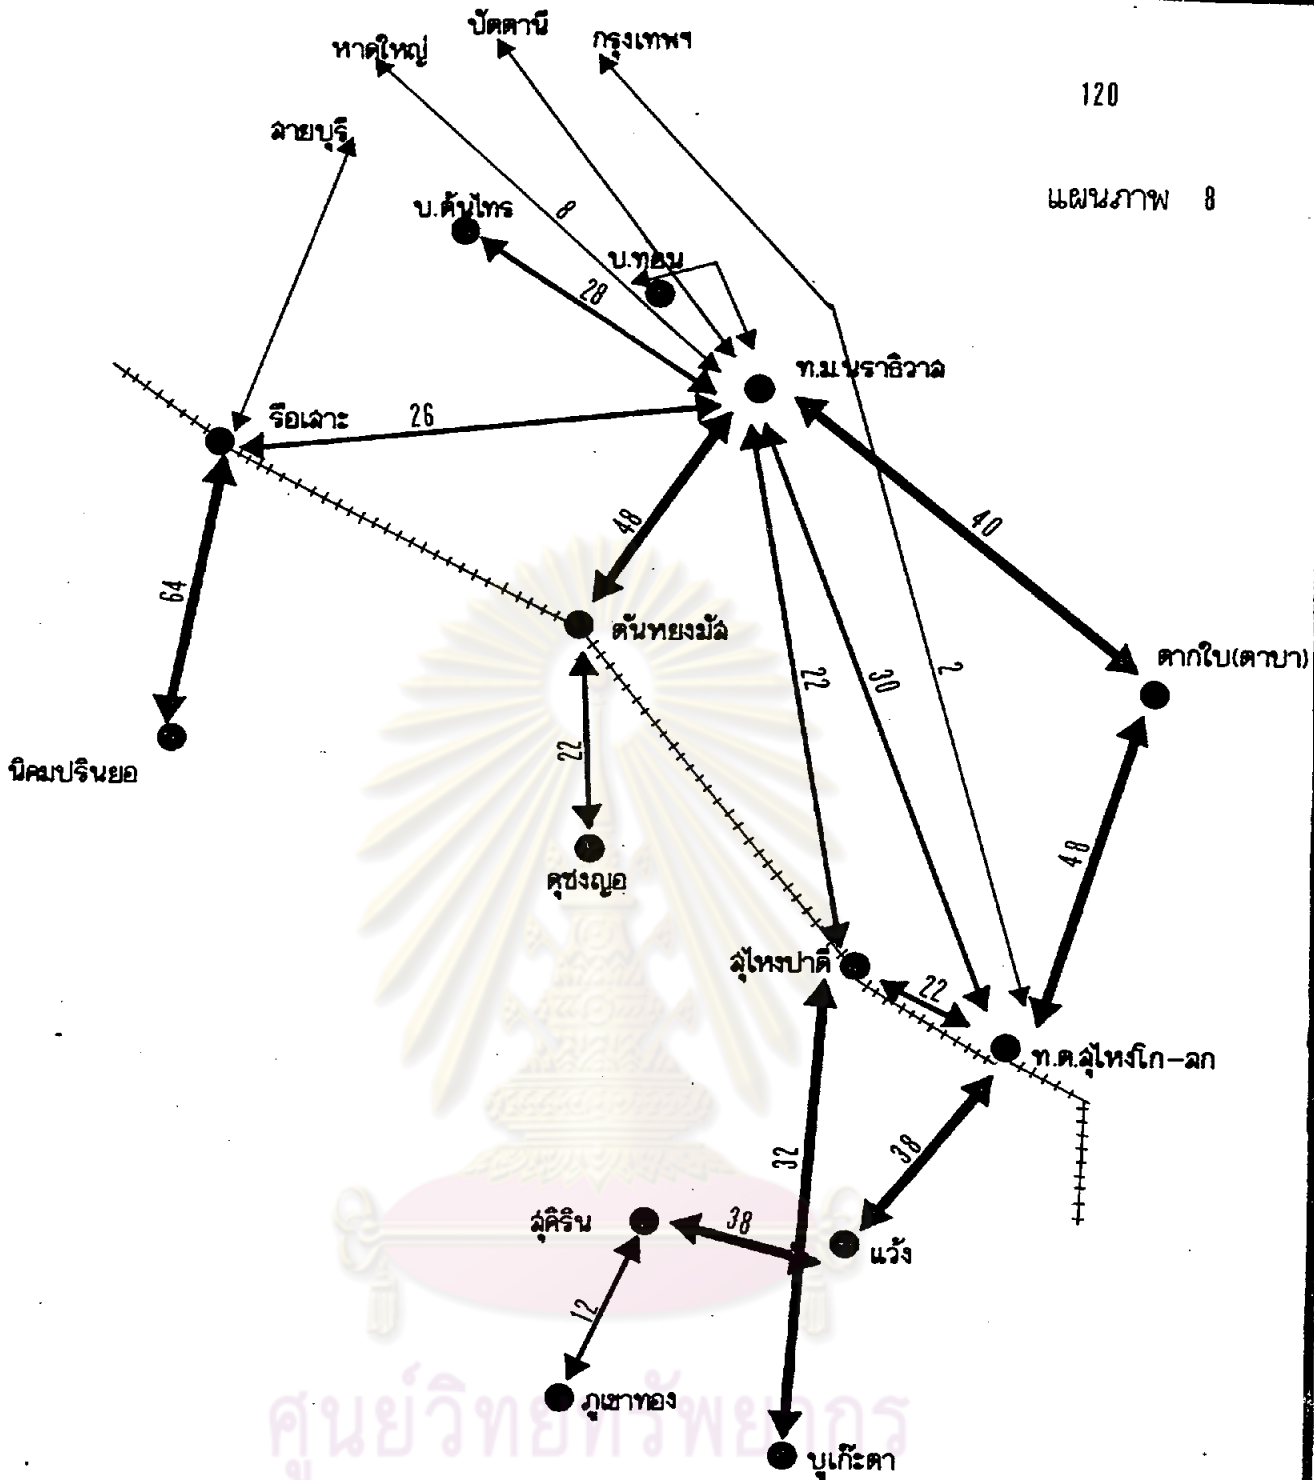 120
แผนภาพ 8
ปัตตานี
กรุงเทพฯ
หาดใหญ่
สายบุรี
บ.ต้นไทร
8
บ.ทอน
28
ท.ม.นราธิวาส
รือเสาะ
26
48
40
64
ตันหยงมัส
22
30
2
ตากใบ(ตาบา)
นิคมปรินยอ
22
48
ดุซงญอ
สุไหงปาดี
22
ท.ต.สุไหงโก-ลก
32
38
สุคิริน
38
แว้ง
12
ภูเขาทอง
บูเก๊ะตา
ศูนย์วิทยทรัพยากร